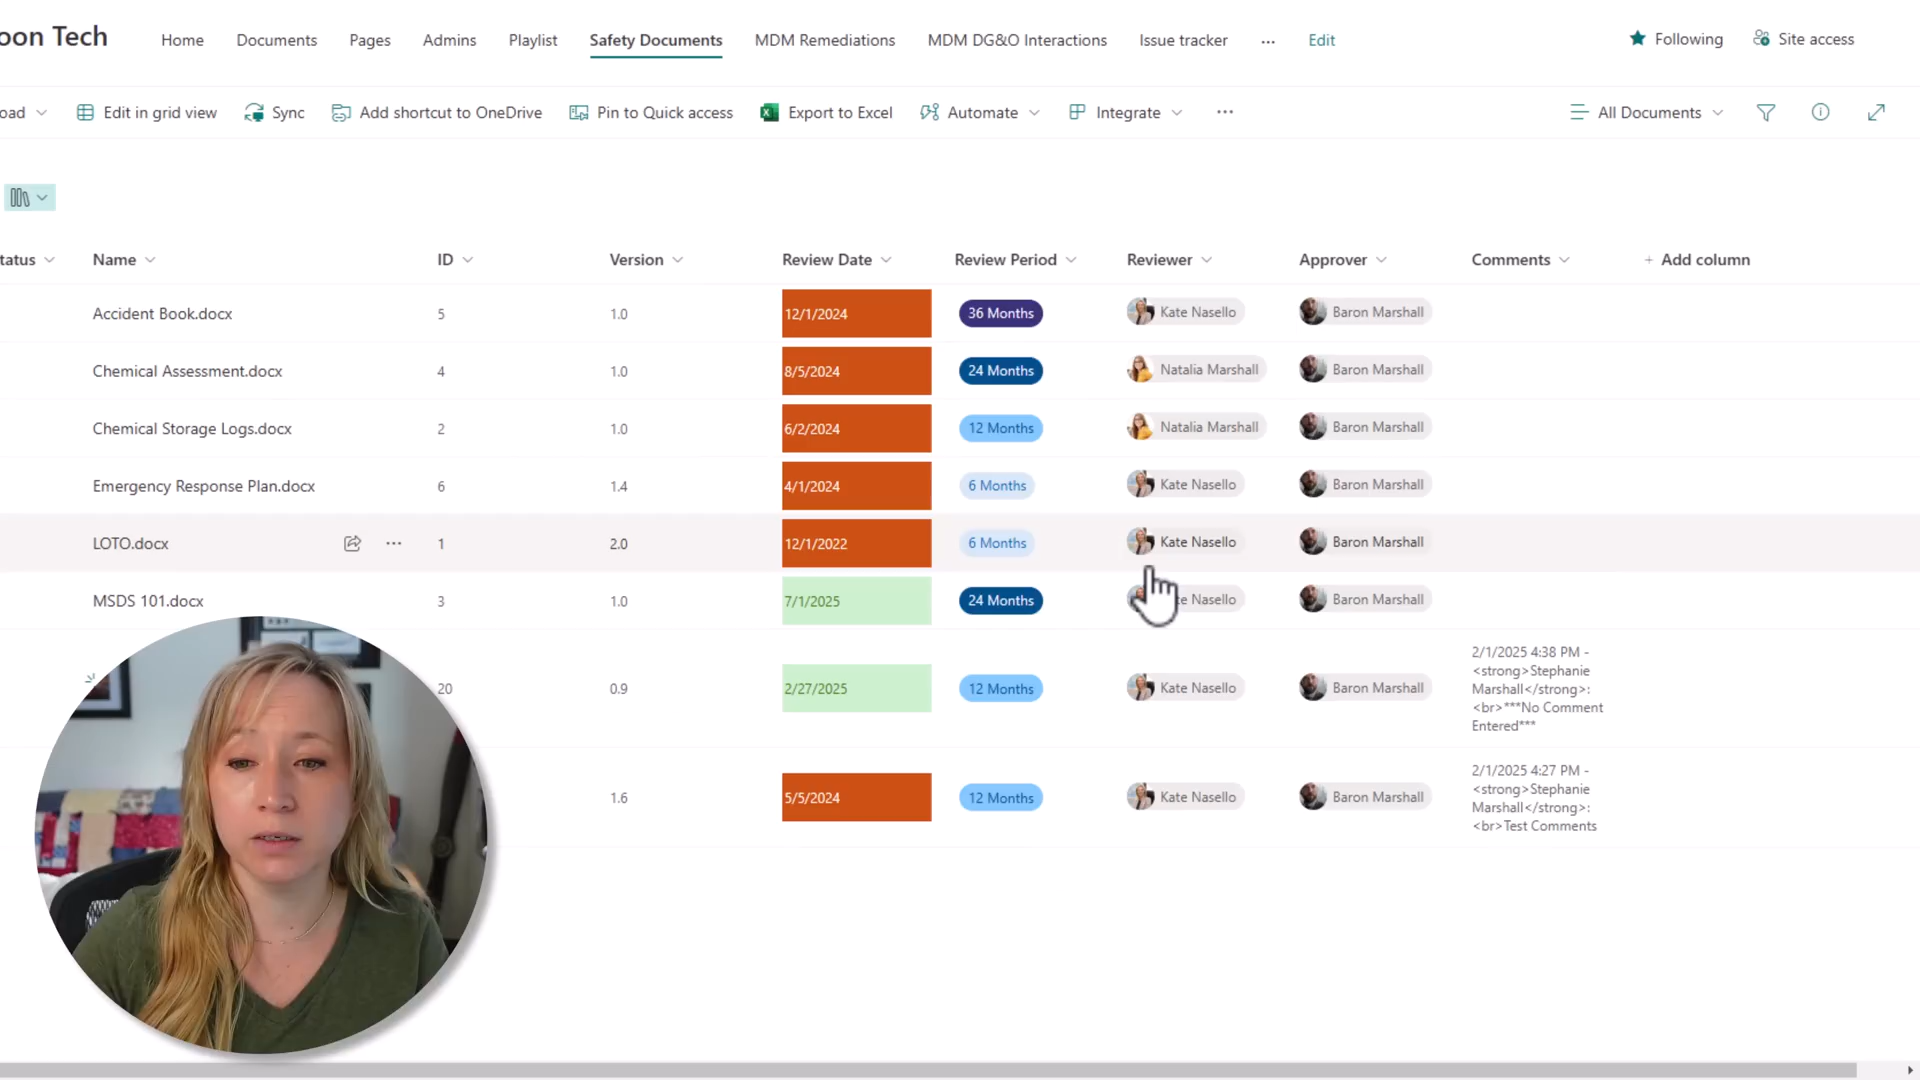 oon Tech
Home
Documents
Pages
Admins
Playlist
Safety Documents
MDM Remediations
MDM DG&O Interactions
Issue tracker
...
Edit
Following
Site access
oad
Edit in grid view
Sync
Add shortcut to OneDrive
Pin to Quick access
Export to Excel
Automate
Integrate
...
All Documents
tatus
Name
ID
Version
Review Date
Review Period
Reviewer
Approver
Comments
+ Add column
Accident Book.docx
5
1.0
12/1/2024
36 Months
Kate Nasello
Baron Marshall
Chemical Assessment.docx
4
1.0
8/5/2024
24 Months
Natalia Marshall
Baron Marshall
Chemical Storage Logs.docx
2
1.0
6/2/2024
12 Months
Natalia Marshall
Baron Marshall
Emergency Response Plan.docx
6
1.4
4/1/2024
6 Months
Kate Nasello
Baron Marshall
LOTO.docx
...
1
2.0
12/1/2022
6 Months
Kate Nasello
Baron Marshall
MSDS 101.docx
3
1.0
7/1/2025
24 Months
te Nasello
Baron Marshall
20
0.9
2/27/2025
12 Months
Kate Nasello
Baron Marshall
2/1/2025 4:38 PM -
<strong>Stephanie
Marshall</strong>:
<br>***No Comment
Entered***
1.6
5/5/2024
12 Months
Kate Nasello
Baron Marshall
2/1/2025 4:27 PM -
<strong>Stephanie
Marshall</strong>:
<br>Test Comments